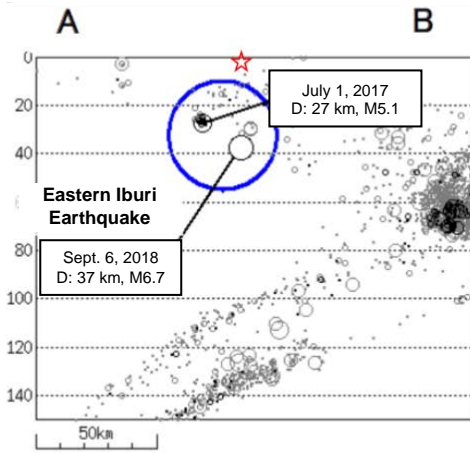 A
B
0
July 1, 2017
D: 27 km, M5.1
20
40
Eastern Iburi
Earthquake
Sept. 6, 2018
D: 37 km, M6.7
80
100
120
140
50km